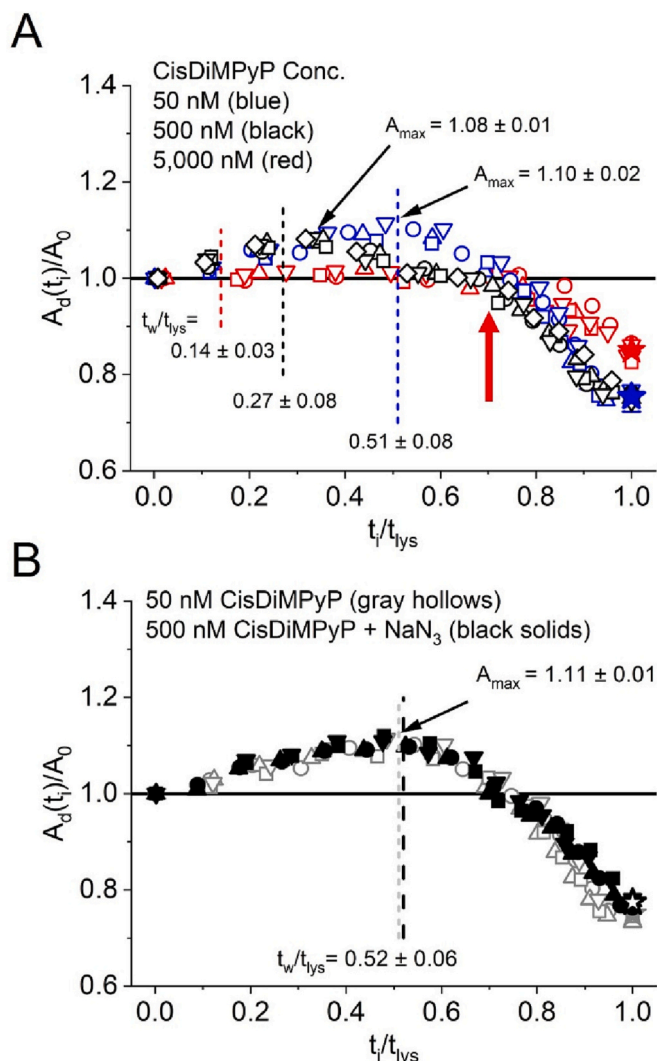 A
CisDiMPyP Conc.
50 nM (blue)
500 nM (black)
5,000 nM (red)
A_max = 1.08 ± 0.01
A_max = 1.10 ± 0.02
1.4
1.2
1.0
0.8
0.6
A_d(t_i)/A_0
t_w/t_lys =
0.14 ± 0.03
0.27 ± 0.08
0.51 ± 0.08
0.0 0.2 0.4 0.6 0.8 1.0
t_i/t_lys
B
50 nM CisDiMPyP (gray hollows)
500 nM CisDiMPyP + NaN₃ (black solids)
A_max = 1.11 ± 0.01
1.4
1.2
1.0
0.8
0.6
A_d(t_i)/A_0
t_w/t_lys = 0.52 ± 0.06
0.0 0.2 0.4 0.6 0.8 1.0
t_i/t_lys